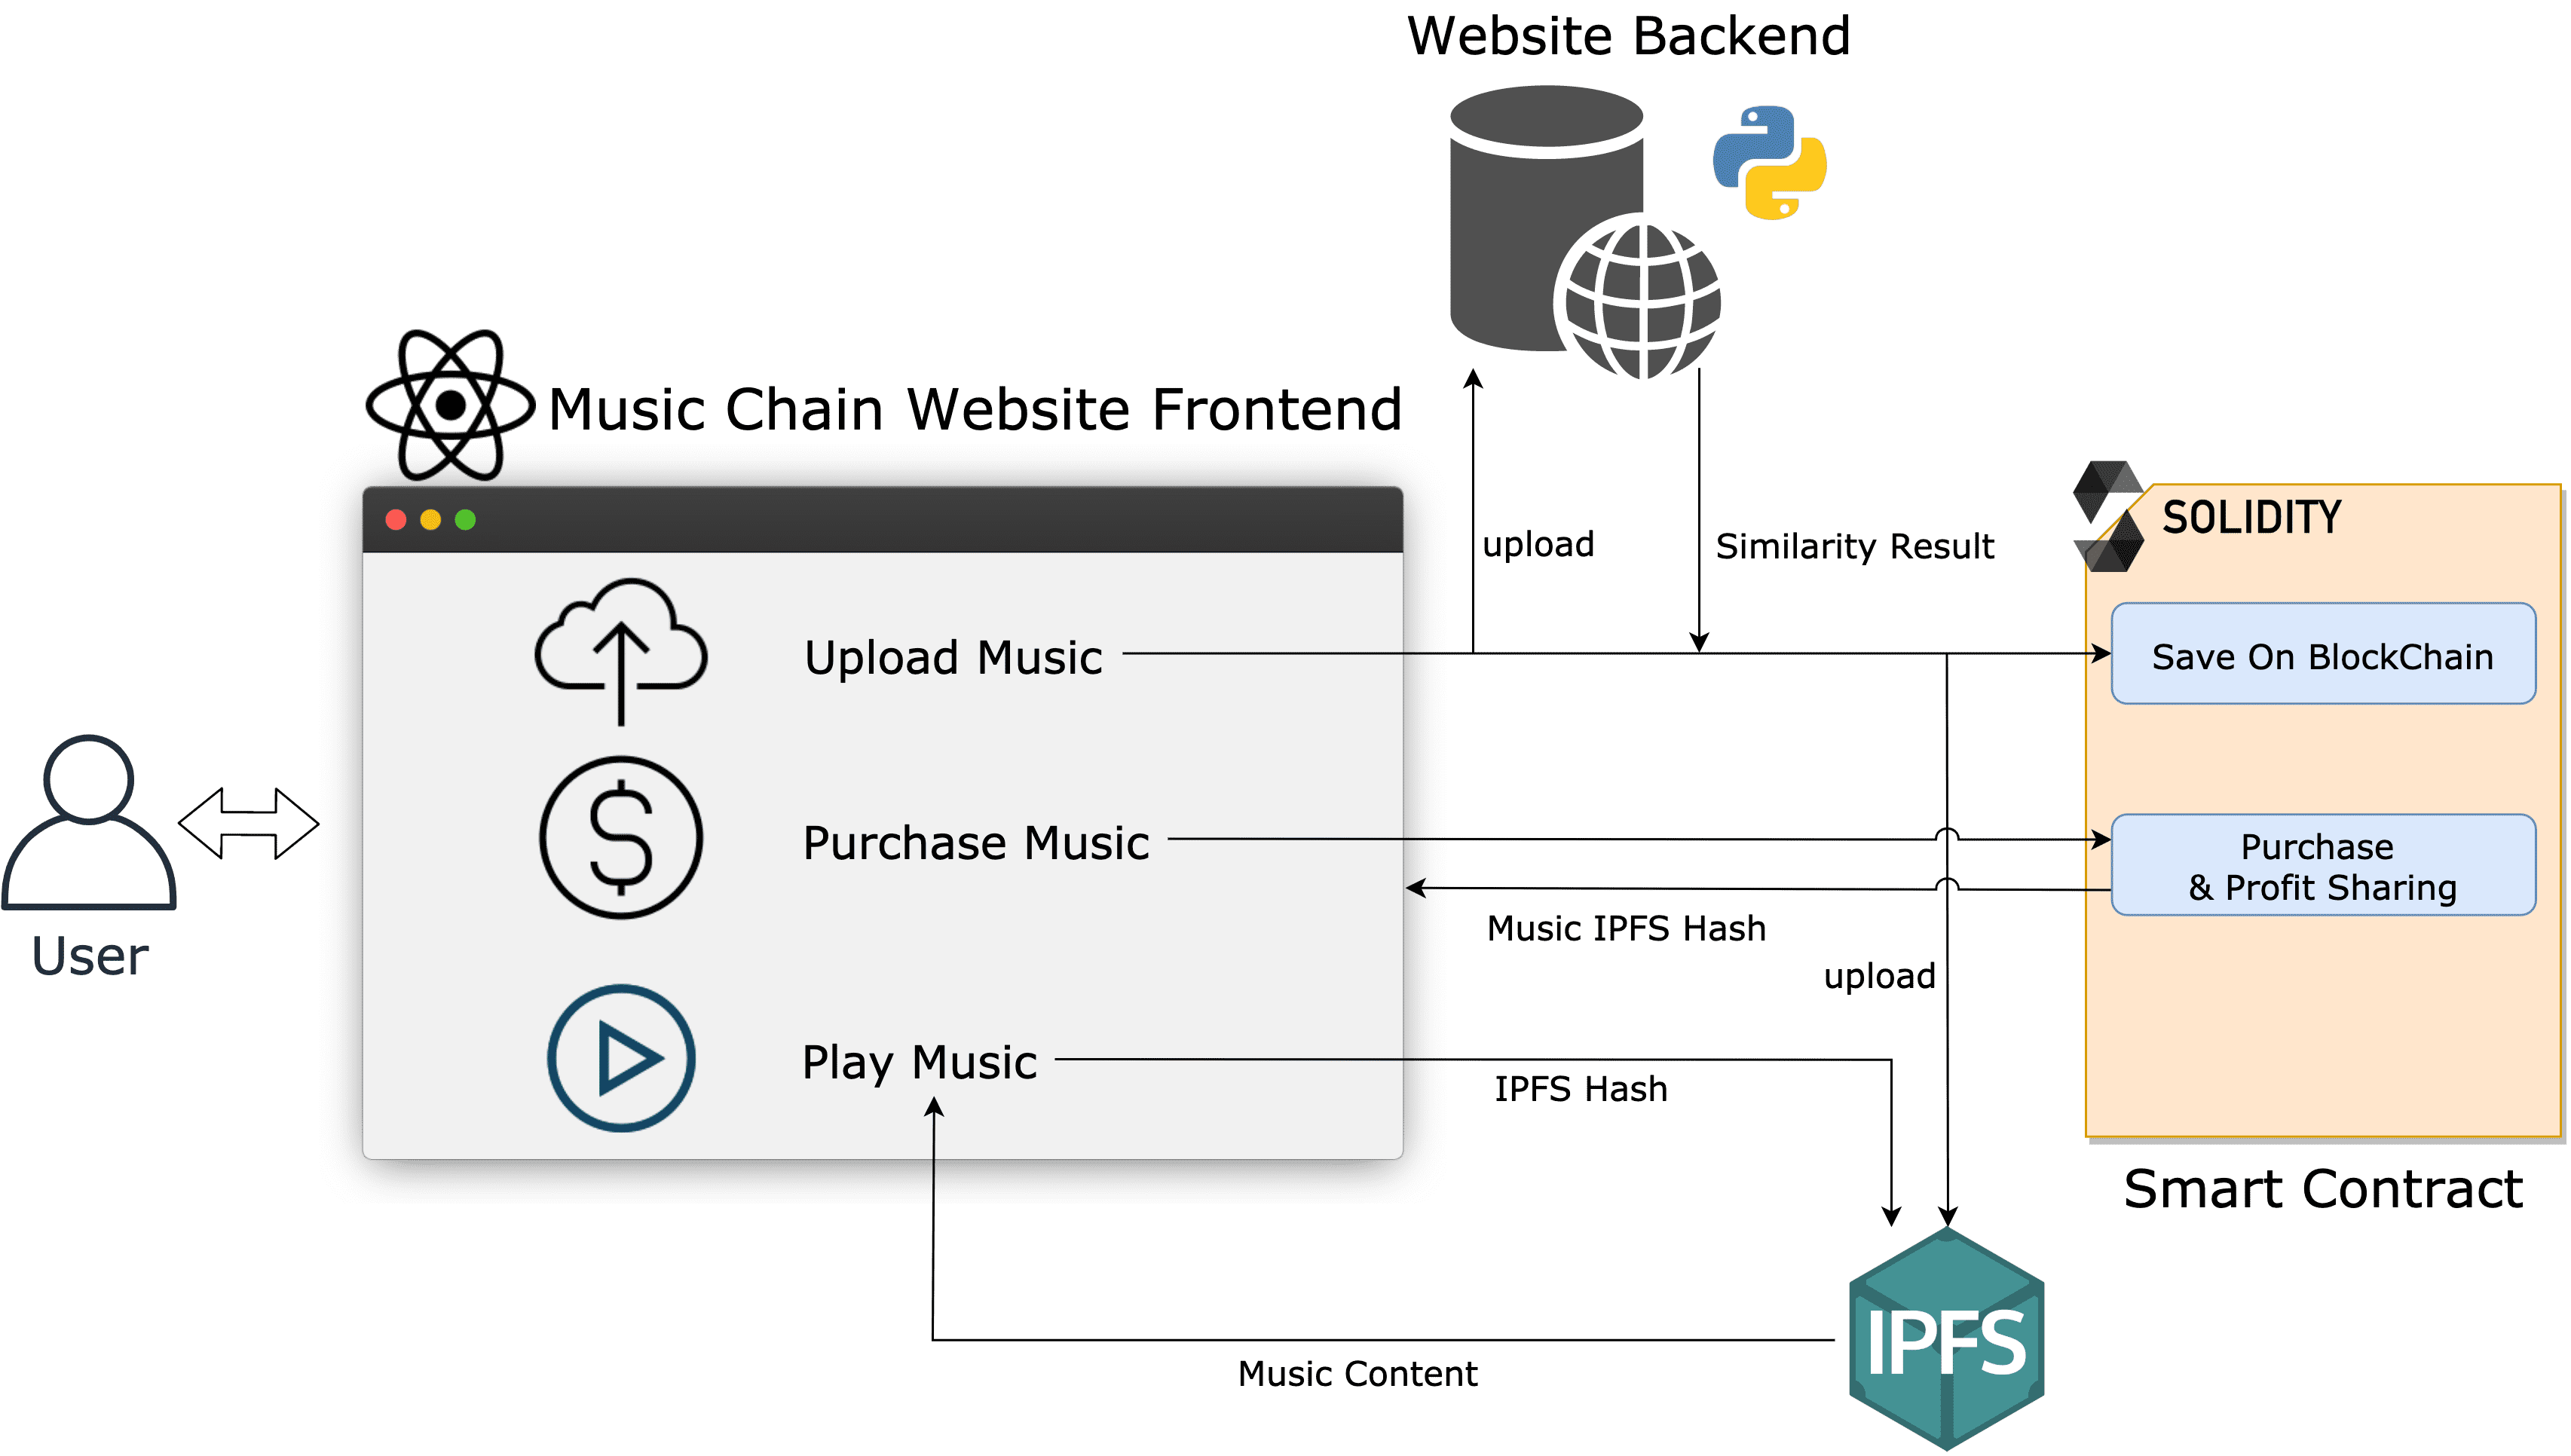 Website Backend
Music Chain Website Frontend
upload
Similarity Result
SOLIDITY
Upload Music
Save On BlockChain
Purchase Music
Purchase
& Profit Sharing
Music IPFS Hash
User
upload
Play Music
IPFS Hash
Smart Contract
IPFS
Music Content